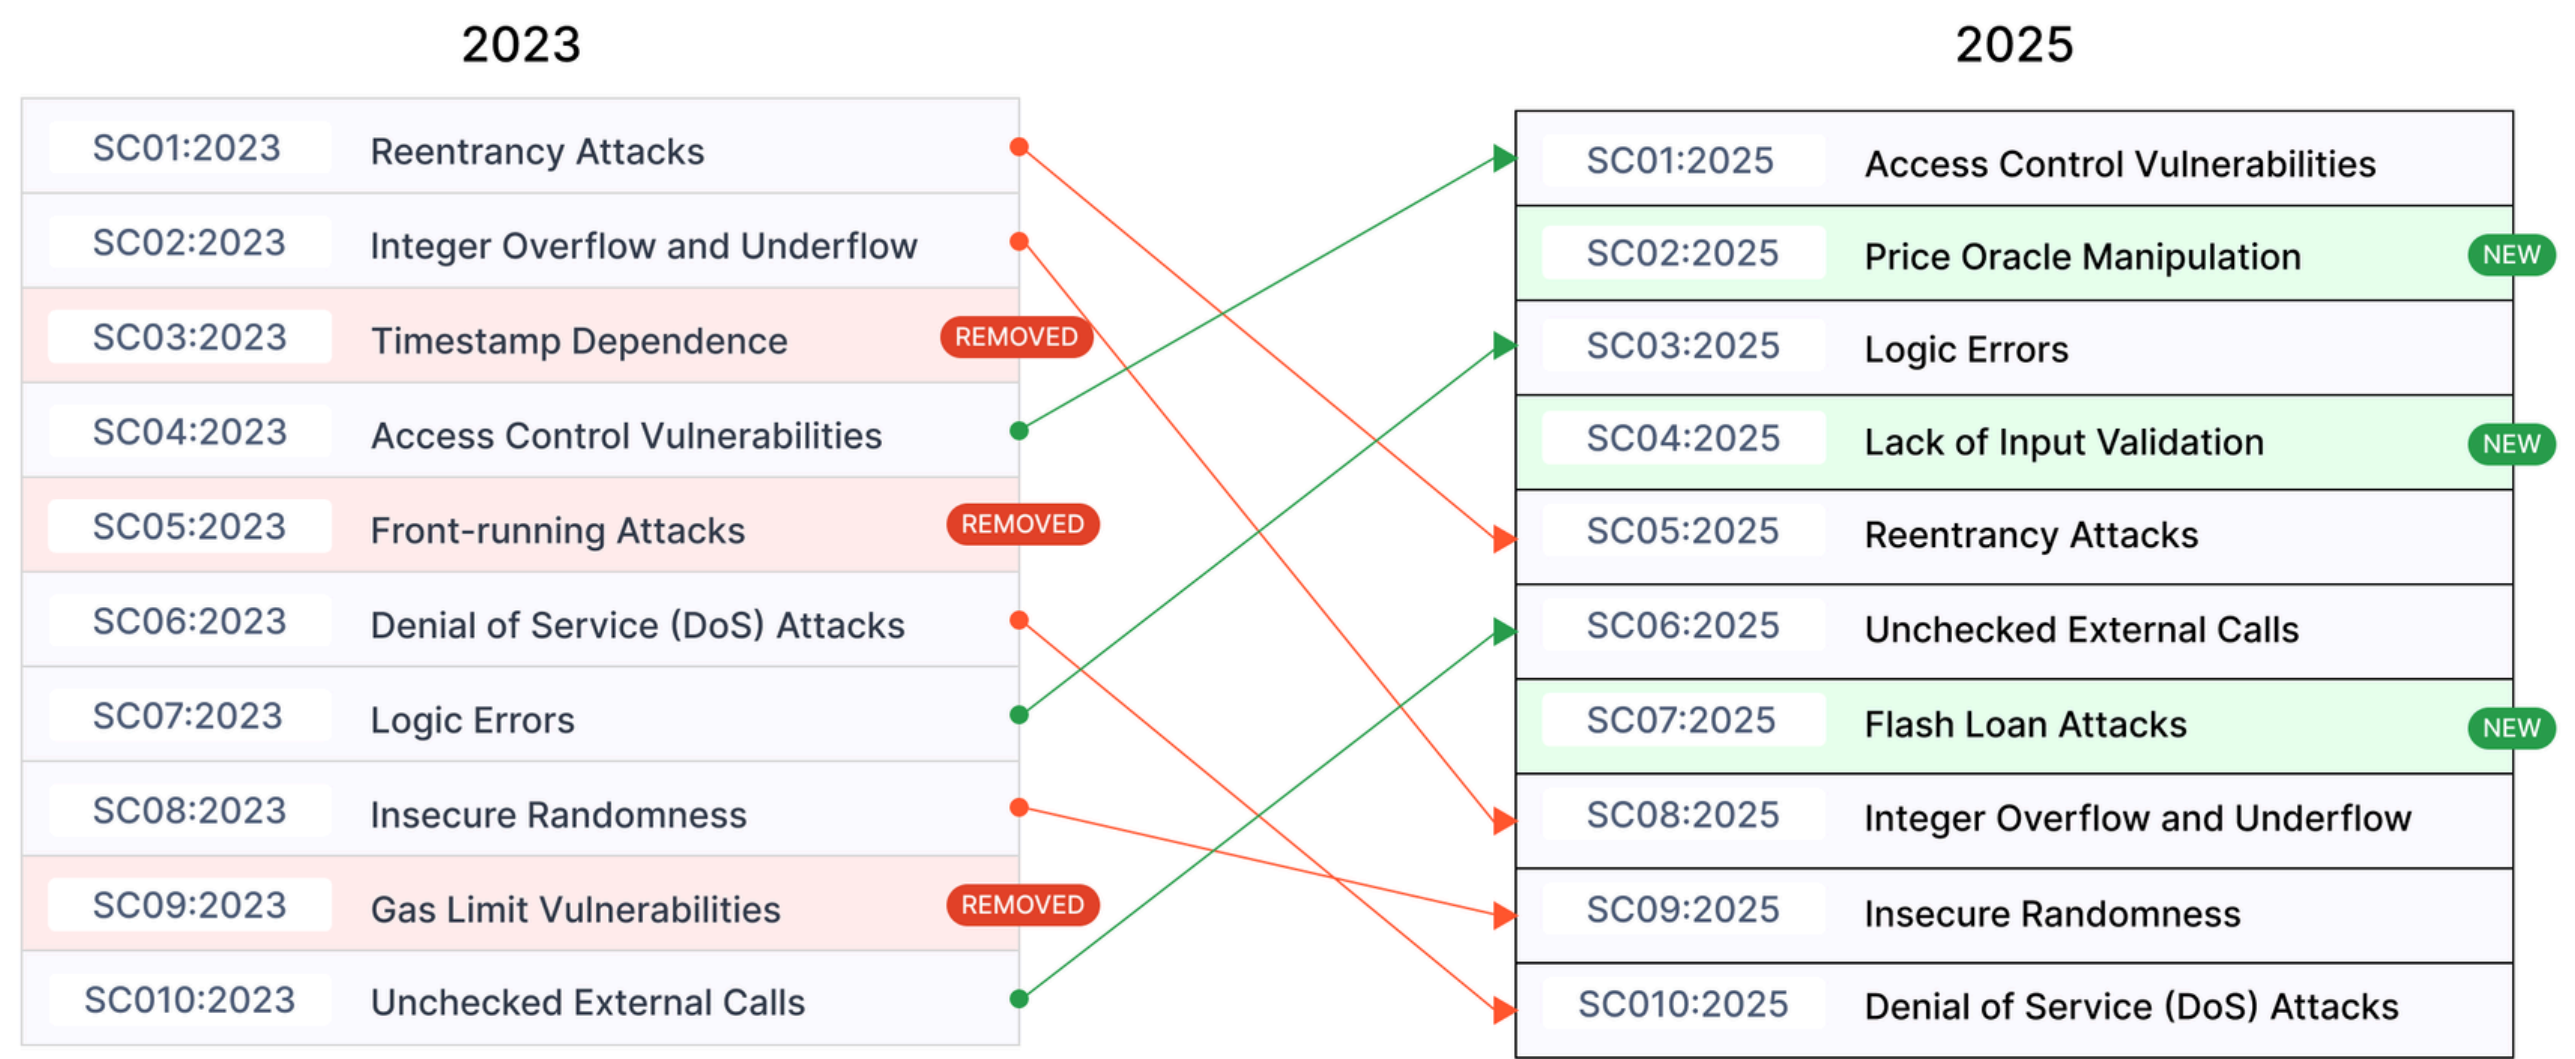 2023
SC01:2023 Reentrancy Attacks
SC02:2023 Integer Overflow and Underflow
SC03:2023 Timestamp Dependence REMOVED
SC04:2023 Access Control Vulnerabilities
SC05:2023 Front-running Attacks REMOVED
SC06:2023 Denial of Service (DoS) Attacks
SC07:2023 Logic Errors
SC08:2023 Insecure Randomness
SC09:2023 Gas Limit Vulnerabilities REMOVED
SC010:2023 Unchecked External Calls
2025
SC01:2025 Access Control Vulnerabilities
SC02:2025 Price Oracle Manipulation NEW
SC03:2025 Logic Errors
SC04:2025 Lack of Input Validation NEW
SC05:2025 Reentrancy Attacks
SC06:2025 Unchecked External Calls
SC07:2025 Flash Loan Attacks NEW
SC08:2025 Integer Overflow and Underflow
SC09:2025 Insecure Randomness
SC010:2025 Denial of Service (DoS) Attacks